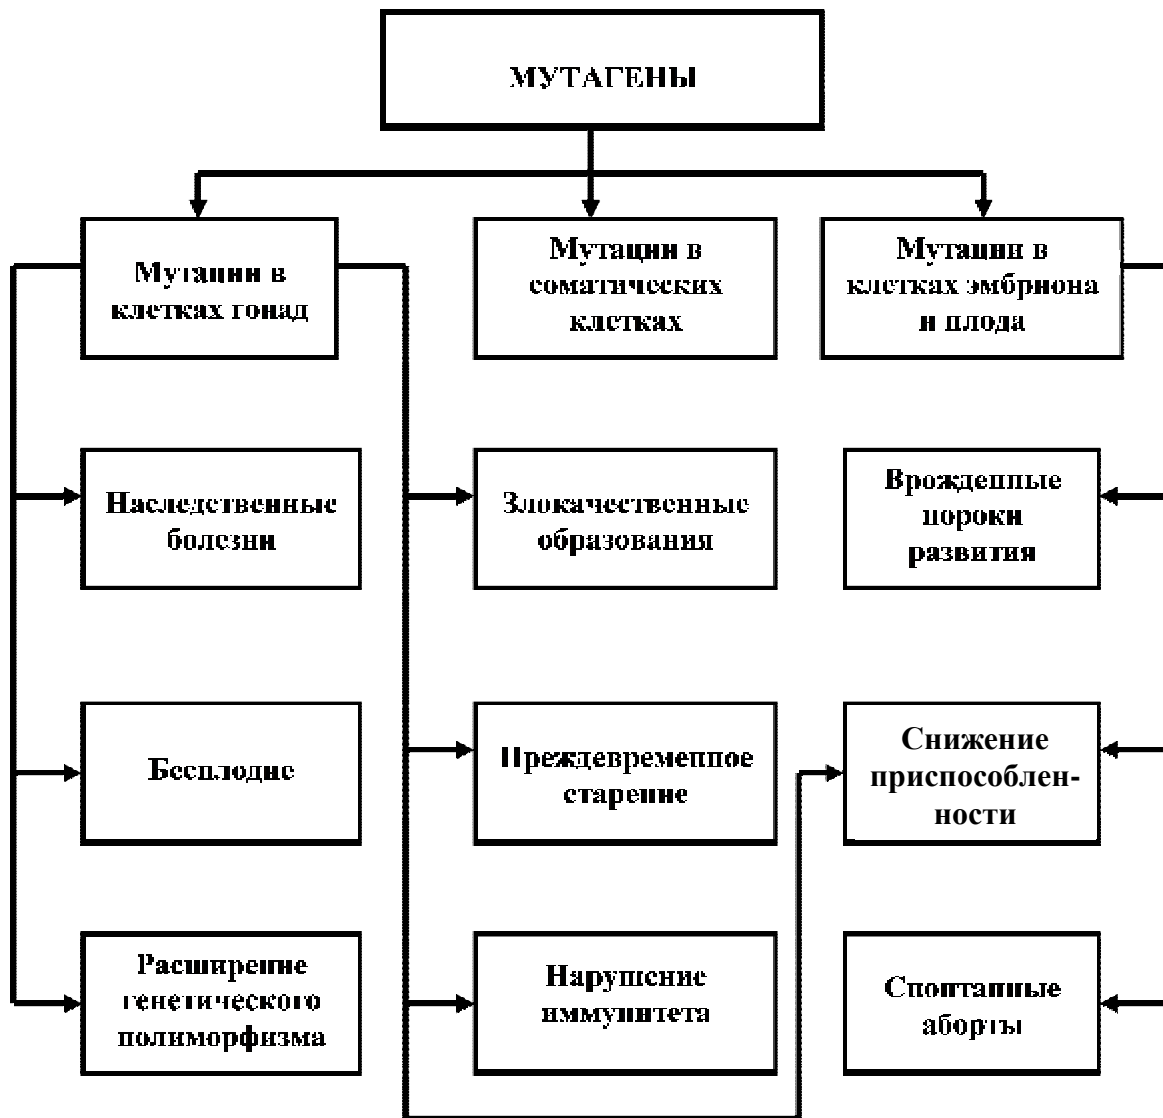 МУТАГЕНЫ
Мутации в
клетках гонад
Мутации в
соматических
клетках
Мутации в
клетках эмбриона
и плода
Наследственные
болезни
Злокачественные
образования
Врожденные
пороки
развития
Бесплодие
Преждевременное
старение
Снижение
приспособлен-
ности
Расширение
генетического
полиморфизма
Нарушение
иммунитета
Спонтанные
аборты